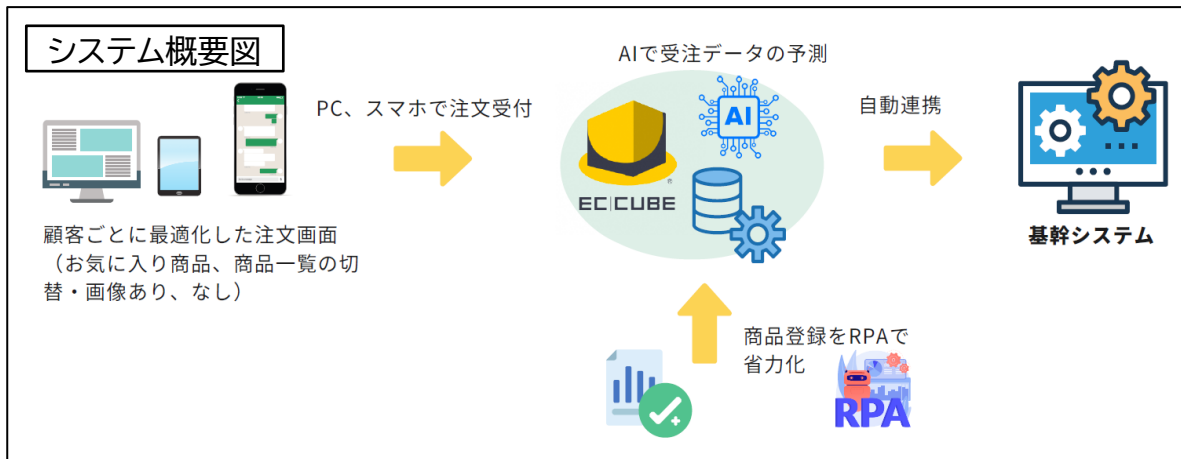 システム概要図
AIで受注データの予測
PC、スマホで注文受付
自動連携
AI
EC CUBE
基幹システム
顧客ごとに最適化した注文画面
（お気に入り商品、商品一覧の切
替・画像あり、なし）
商品登録をRPAで
省力化
RPA